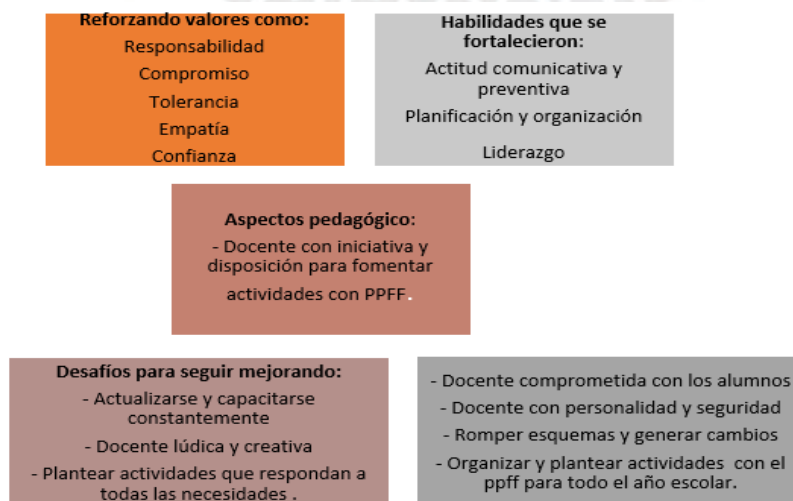 Reforzando valores como:
Responsabilidad
Compromiso
Tolerancia
Empatía
Confianza
Habilidades que se
fortalecieron:
Actitud comunicativa y
preventiva
Planificación y organización
Liderazgo
Aspectos pedagógico:
- Docente con iniciativa y
disposición para fomentar
actividades con PPFF.
Desafíos para seguir mejorando:
- Actualizarse y capacitarse
constantemente
- Docente lúdica y creativa
- Plantear actividades que respondan a
todas las necesidades .
- Docente comprometida con los alumnos
- Docente con personalidad y seguridad
- Romper esquemas y generar cambios
- Organizar y plantear actividades con el
ppff para todo el año escolar.